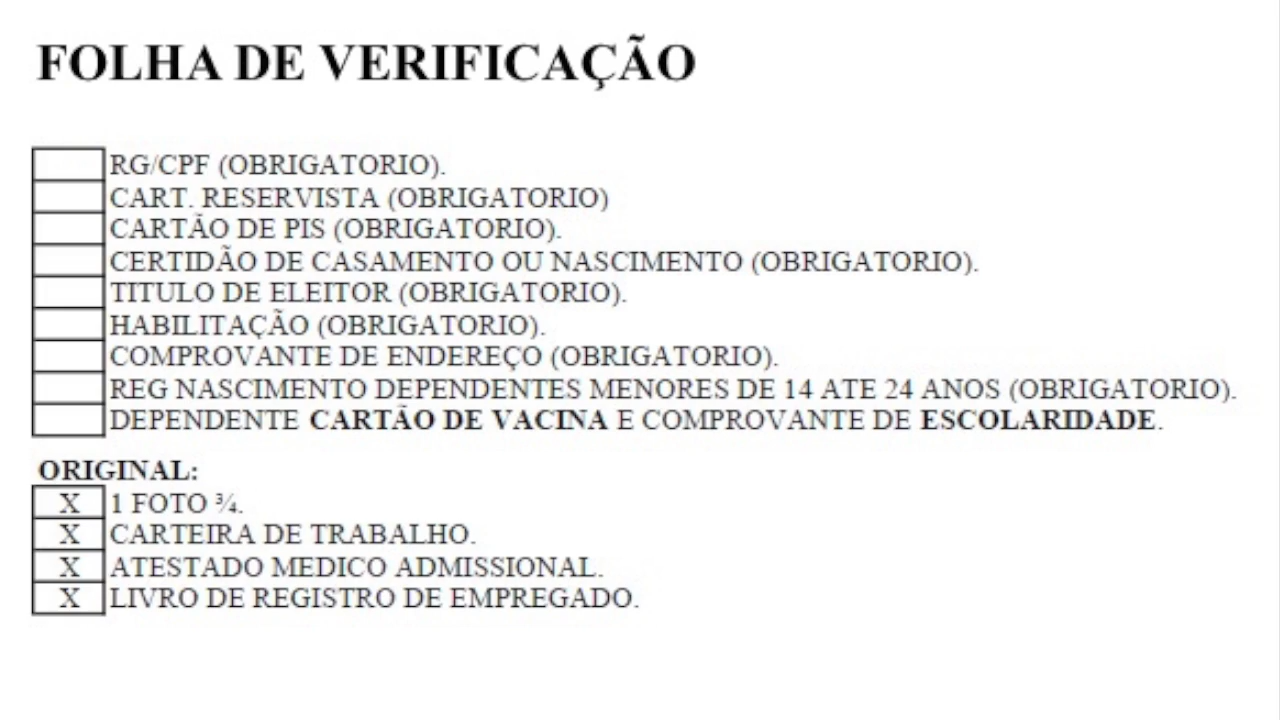 FOLHA DE VERIFICAÇÃO
RG/CPF (OBRIGATORIO).
CART. RESERVISTA (OBRIGATORIO)
CARTÃO DE PIS (OBRIGATORIO).
CERTIDÃO DE CASAMENTO OU NASCIMENTO (OBRIGATORIO).
TITULO DE ELEITOR (OBRIGATORIO).
HABILITAÇÃO (OBRIGATORIO).
COMPROVANTE DE ENDEREÇO (OBRIGATORIO).
REG NASCIMENTO DEPENDENTES MENORES DE 14 ATE 24 ANOS (OBRIGATORIO).
DEPENDENTE CARTÃO DE VACINA E COMPROVANTE DE ESCOLARIDADE.
ORIGINAL:
X 1 FOTO ¾.
X CARTEIRA DE TRABALHO.
X ATESTADO MEDICO ADMISSIONAL.
X LIVRO DE REGISTRO DE EMPREGADO.